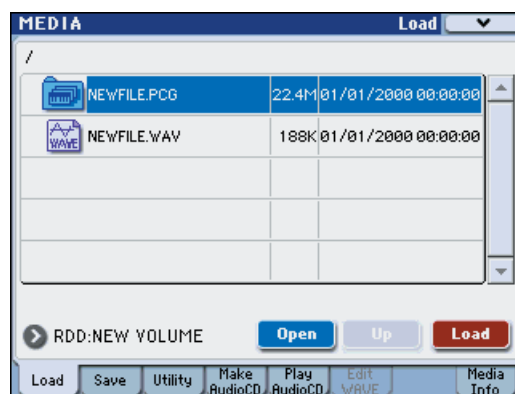 MEDIA Load
/
NEWFILE.PCG 22.4M 01/01/2000 00:00:00
WAVE NEWFILE.WAV 188K 01/01/2000 00:00:00
RDD:NEW VOLUME Open Up Load
Load Save Utility Make AudioCD Play AudioCD Edit WAVE Media Info